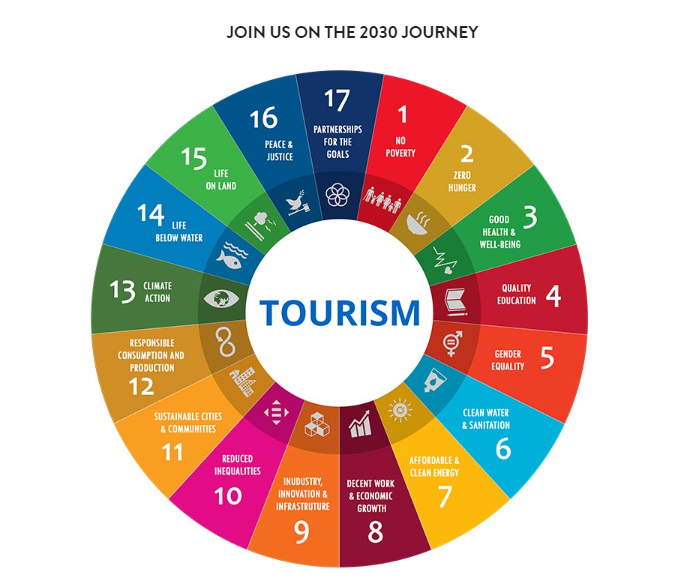 JOIN US ON THE 2030 JOURNEY
17
PARTNERSHIPS
FOR THE
GOALS
1
NO
POVERTY
2
ZERO
HUNGER
3
GOOD
HEALTH &
WELL-BEING
4
QUALITY
EDUCATION
5
GENDER
EQUALITY
6
CLEAN WATER
& SANITATION
7
AFFORDABLE &
CLEAN ENERGY
8
DECENT WORK
& ECONOMIC
GROWTH
9
INUDUSTRY,
INNOVATION &
INFRASTRUTURE
10
REDUCED
INEQUALITIES
11
SUSTAINABLE CITIES
& COMMUNITIES
12
RESPONSIBLE
CONSUMPTION AND
PRODUCTION
13
CLIMATE
ACTION
14
LIFE
BELOW WATER
15
LIFE
ON LAND
16
PEACE &
JUSTICE
TOURISM